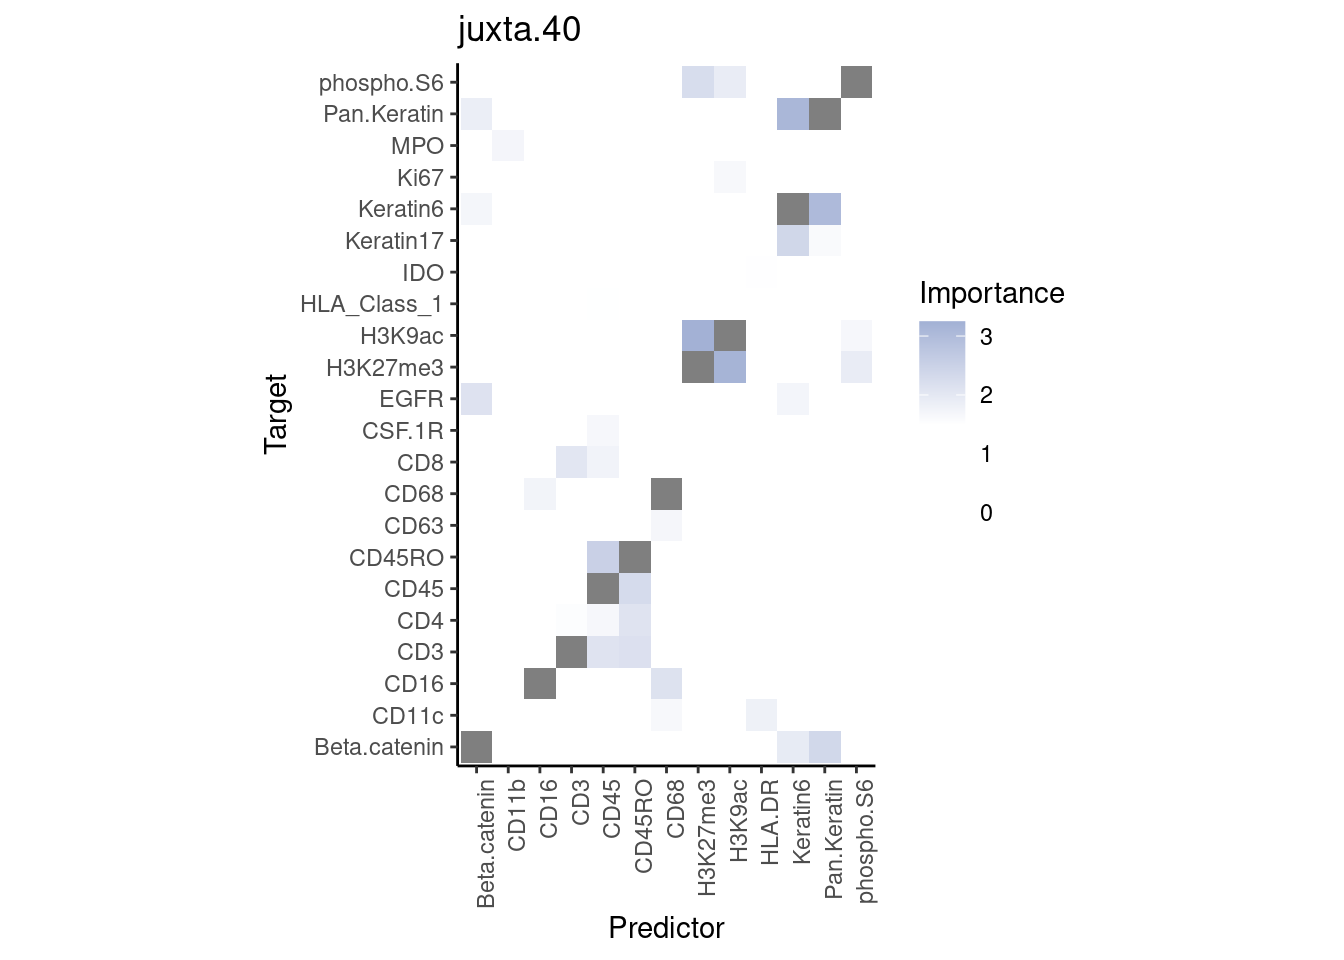 juxta.40
phospho.S6
Pan.Keratin
MPO
Ki67
Keratin6
Keratin17
IDO
HLA_Class_1
H3K9ac
H3K27me3
EGFR
CSF.1R
CD8
CD68
CD63
CD45RO
CD45
CD4
CD3
CD16
CD11c
Beta.catenin
Target
Beta.catenin
CD11b
CD16
CD3
CD45
CD45RO
CD68
H3K27me3
H3K9ac
HLA.DR
Keratin6
Pan.Keratin
phospho.S6
Predictor
Importance
3
2
1
0